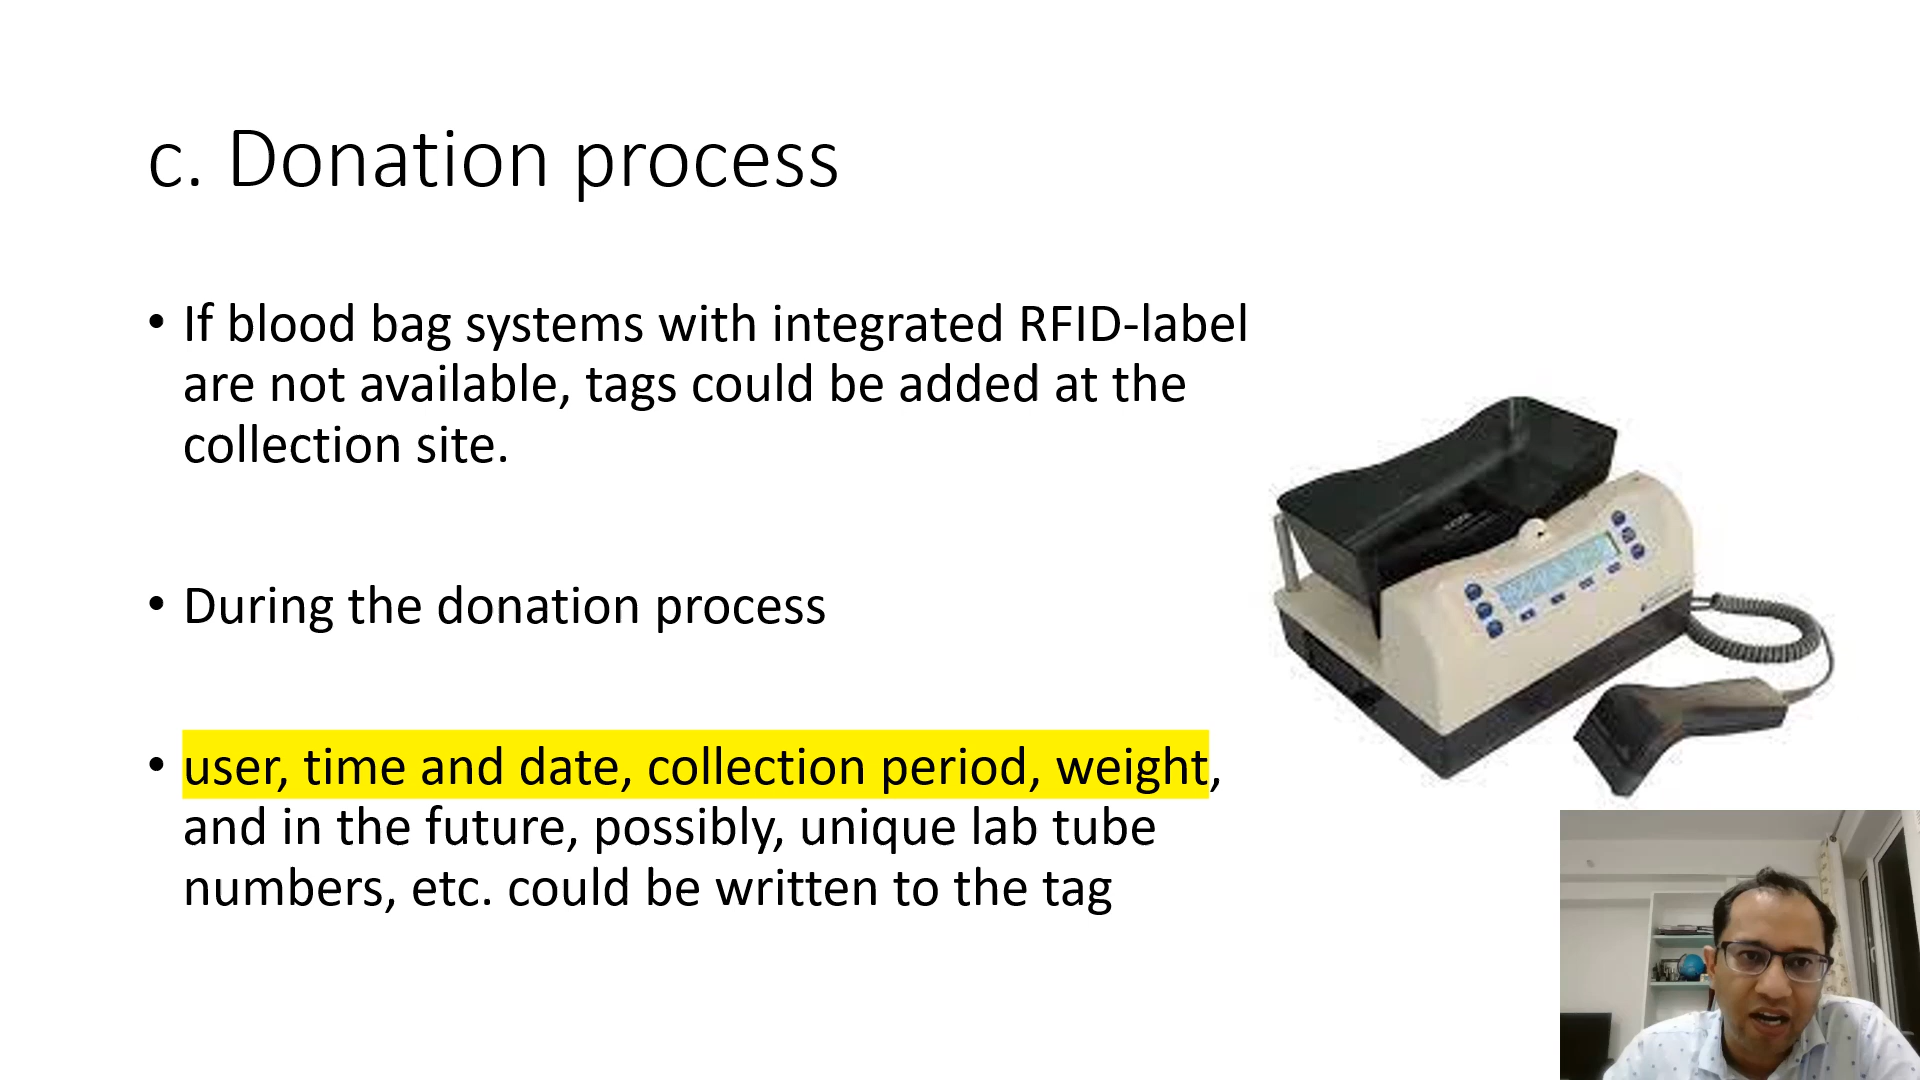 c. Donation process
• If blood bag systems with integrated RFID-label
are not available, tags could be added at the
collection site.
• During the donation process
• user, time and date, collection period, weight,
and in the future, possibly, unique lab tube
numbers, etc. could be written to the tag